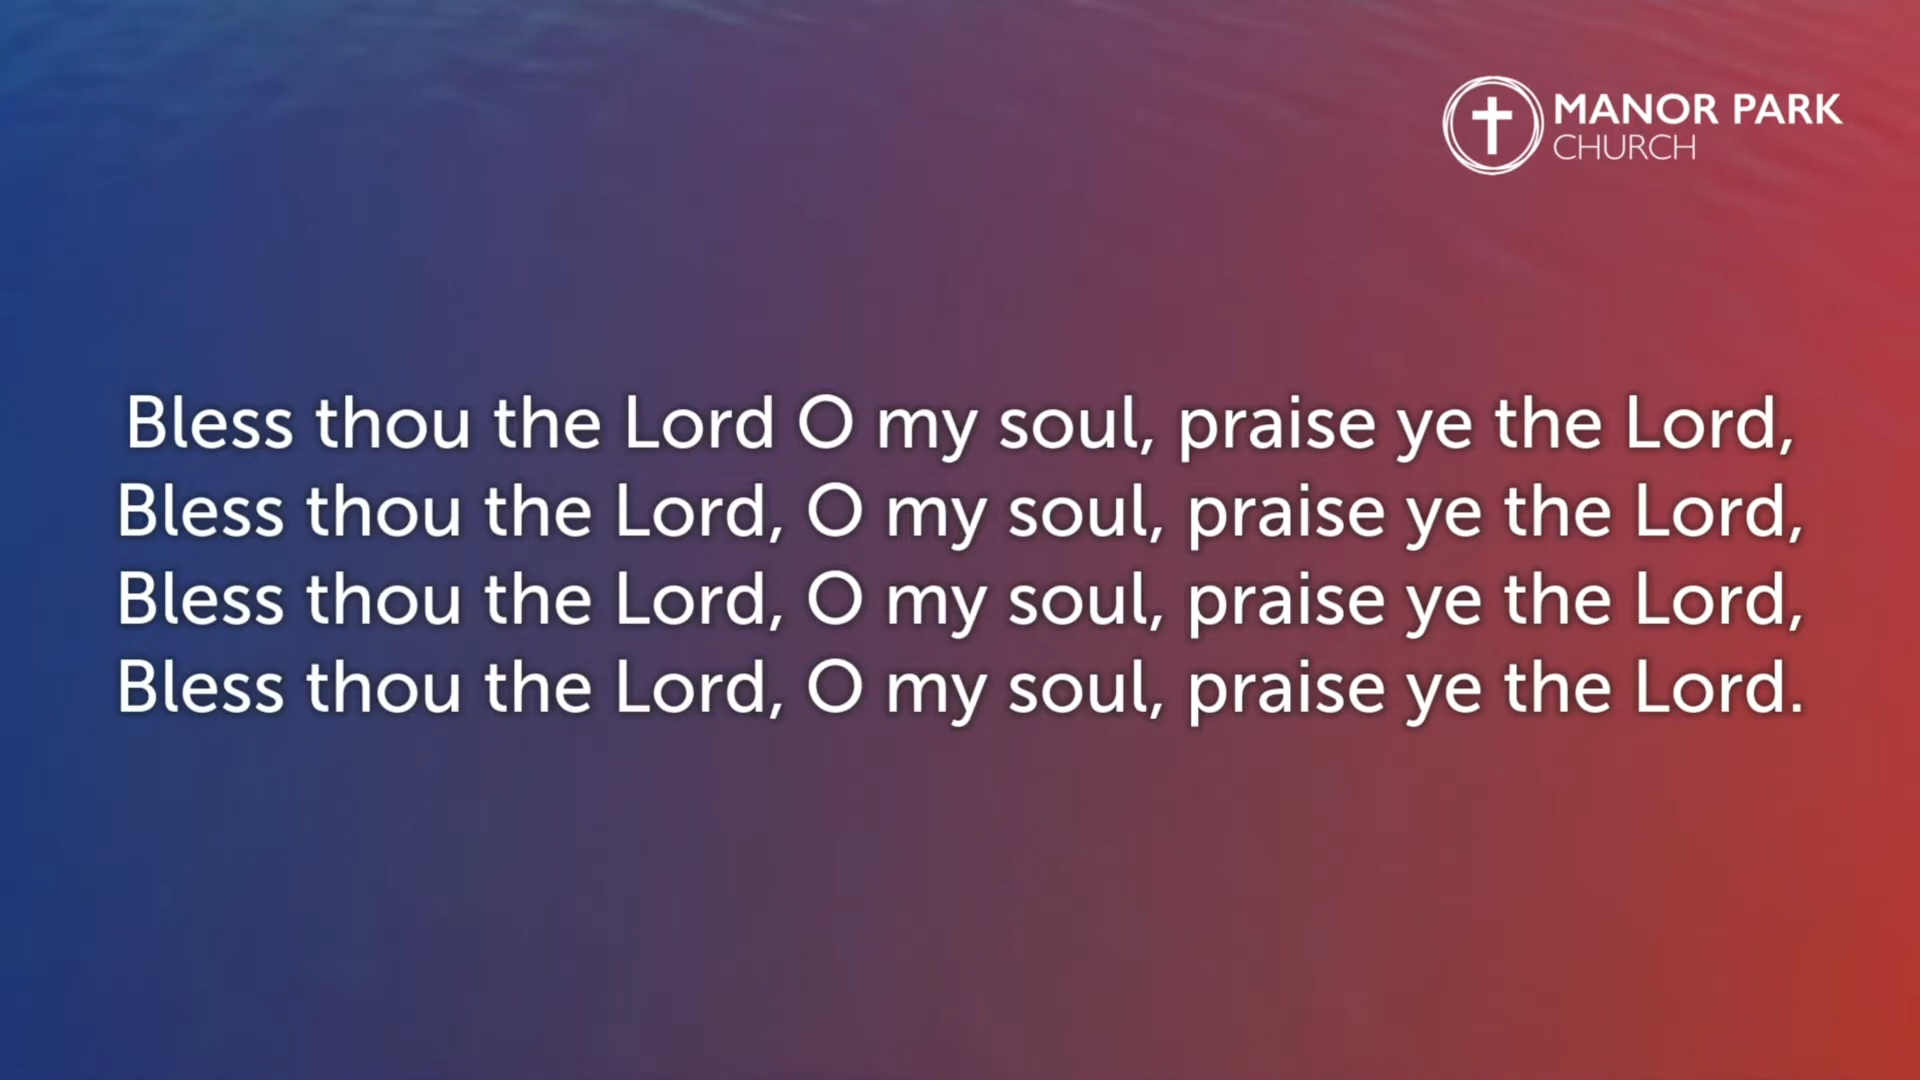 MANOR PARK
CHURCH
Bless thou the Lord O my soul, praise ye the Lord,
Bless thou the Lord, O my soul, praise ye the Lord,
Bless thou the Lord, O my soul, praise ye the Lord,
Bless thou the Lord, O my soul, praise ye the Lord.